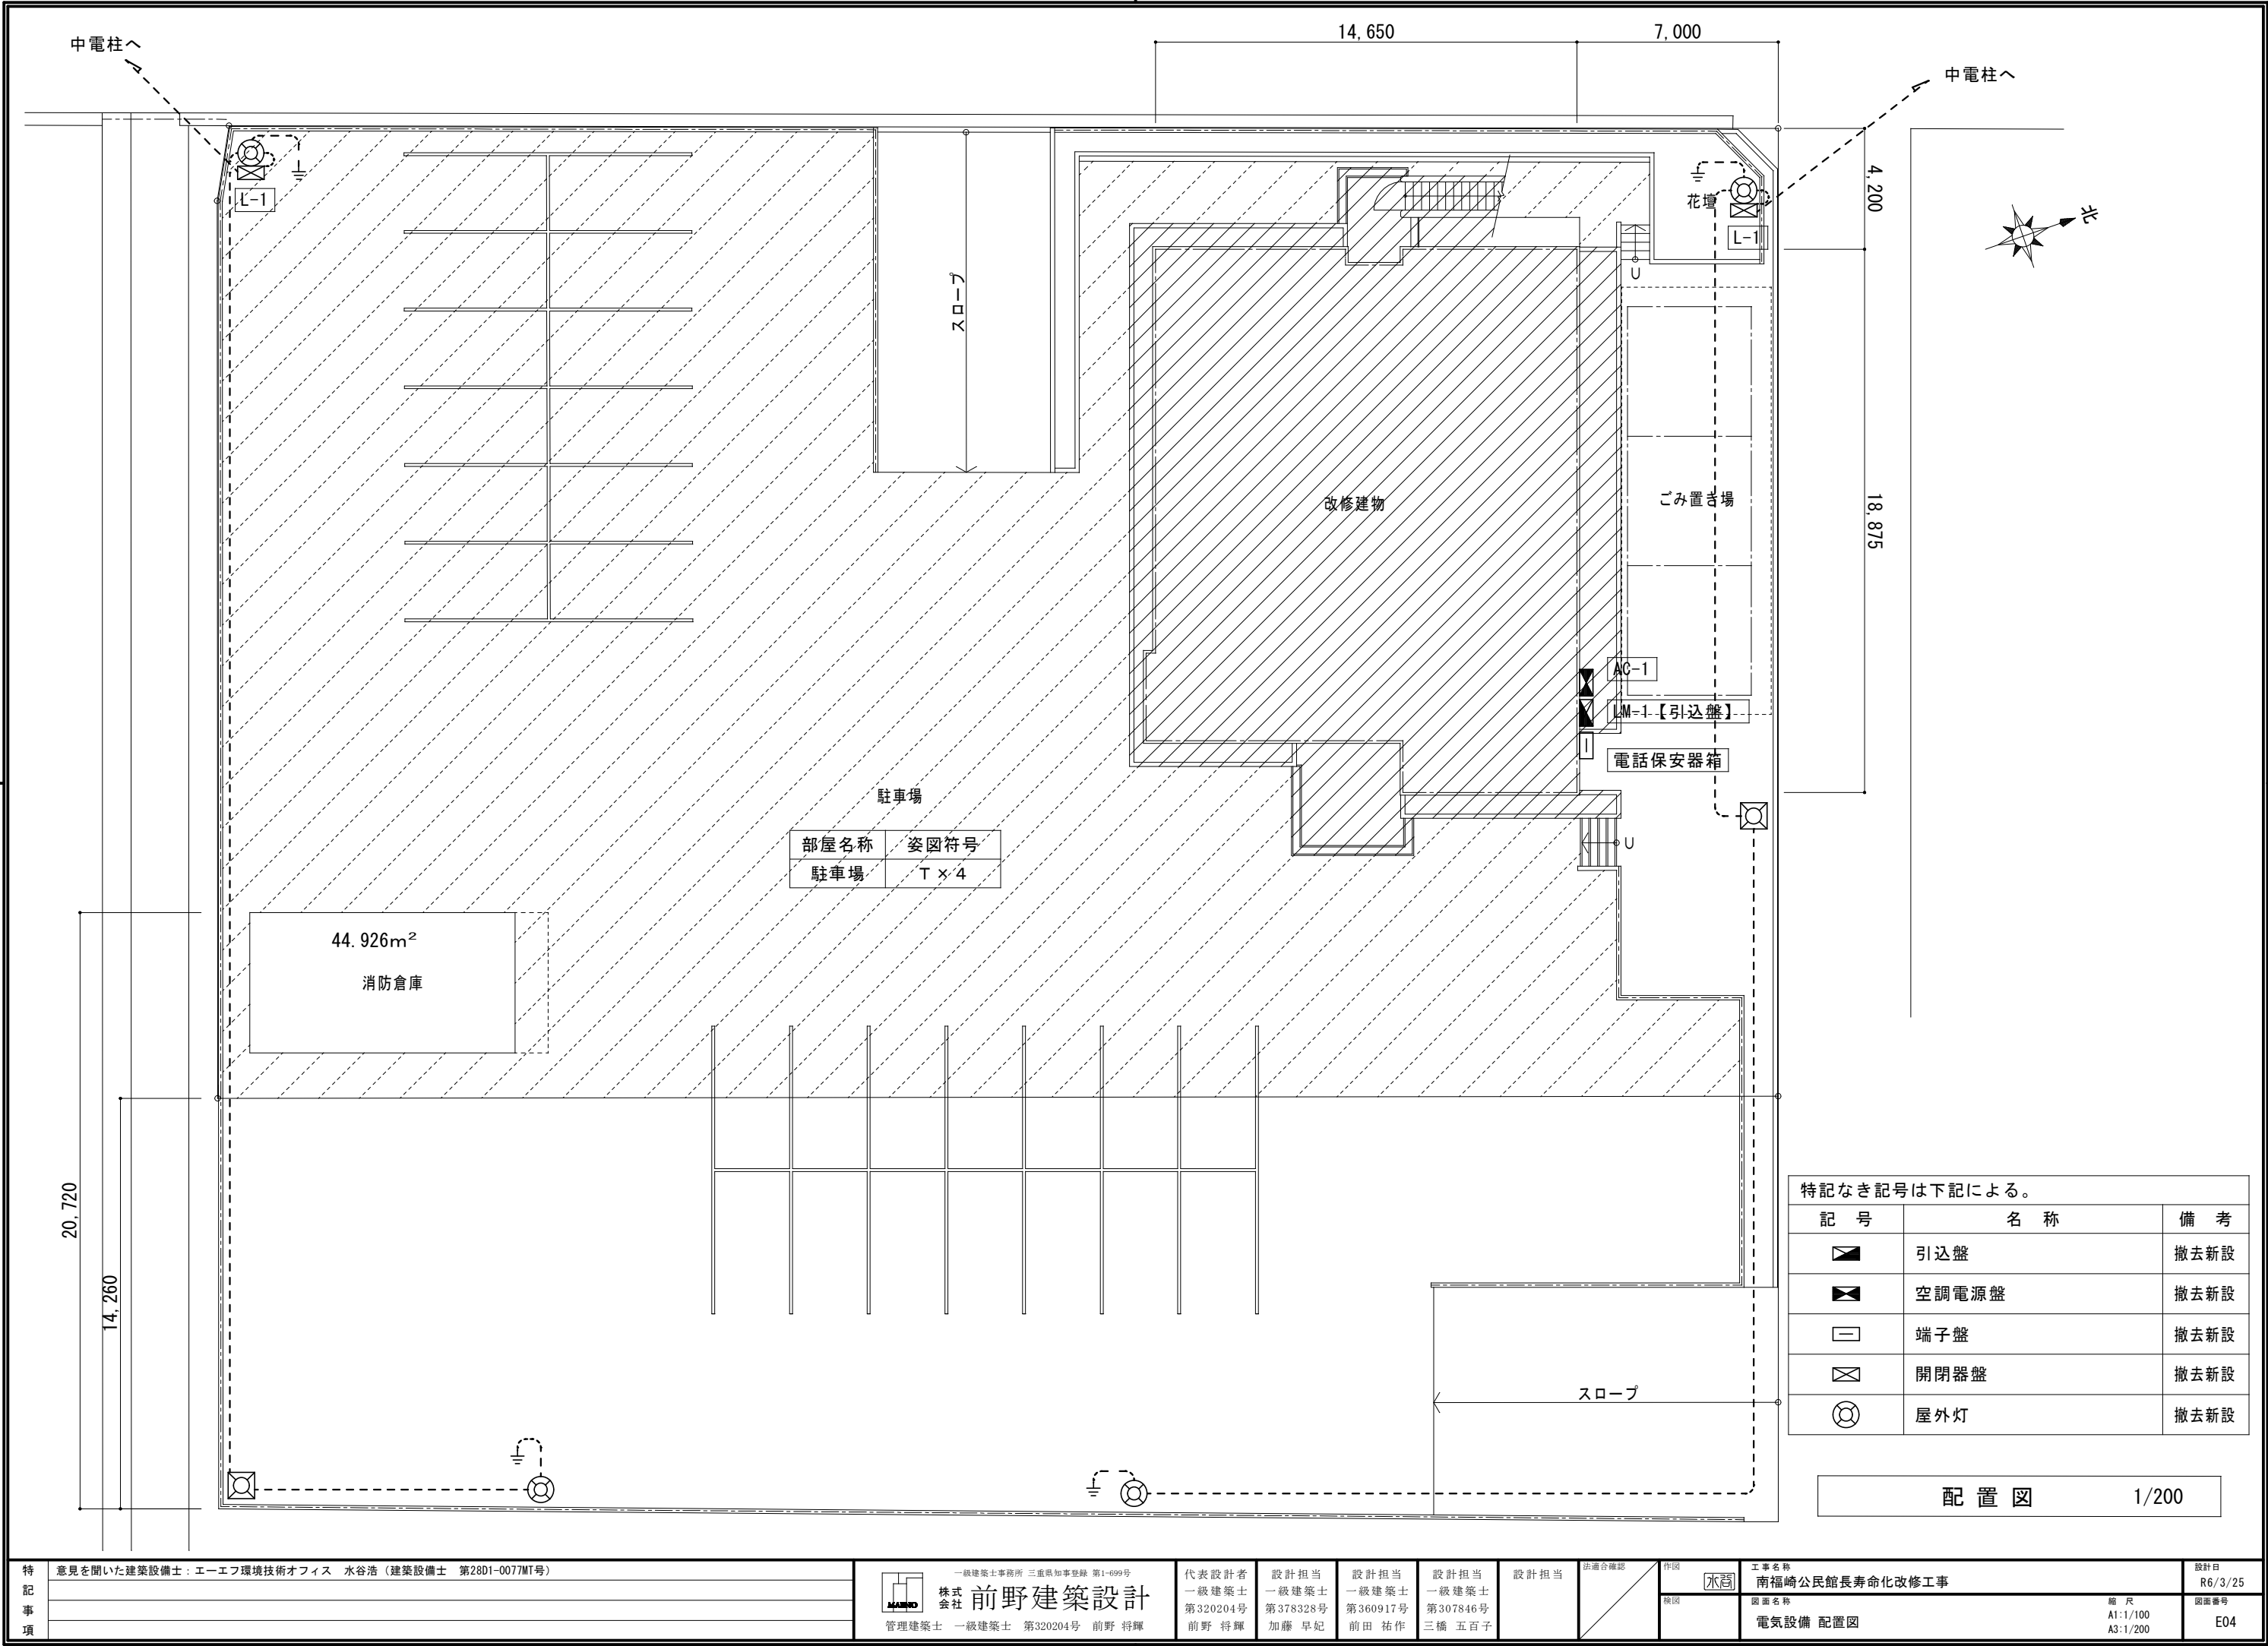 中電柱へ
14,650
7,000
中電柱へ
L-1
花壇
L-1
4,200
北
スロープ
U
改修建物
ごみ置き場
18,875
AC-1
LM-1【引込盤】
電話保安器箱
駐車場
部屋名称 姿図符号
駐車場 T×4
U
44.926m²
消防倉庫
20,720
14,260
スロープ
特記なき記号は下記による。
記 号 名 称 備 考
引込盤 撤去新設
空調電源盤 撤去新設
端子盤 撤去新設
開閉器盤 撤去新設
屋外灯 撤去新設
配 置 図 1/200
特記事項
意見を聞いた建築設備士：エーエフ環境技術オフィス 水谷浩（建築設備士 第28D1-0077MT号）
MAENO
一級建築士事務所 三重県知事登録 第1-699号
株式会社 前野建築設計
管理建築士 一級建築士 第320204号 前野 将輝
代表設計者
一級建築士
第320204号
前野 将輝
設計担当
一級建築士
第378328号
加藤 早妃
設計担当
一級建築士
第360917号
前田 祐作
設計担当
一級建築士
第307846号
三橋 五百子
設計担当
法適合確認
作図
検図
工事名称
南福崎公民館長寿命化改修工事
図面名称
電気設備 配置図
縮 尺
A1:1/100
A3:1/200
設計日
R6/3/25
図面番号
E04